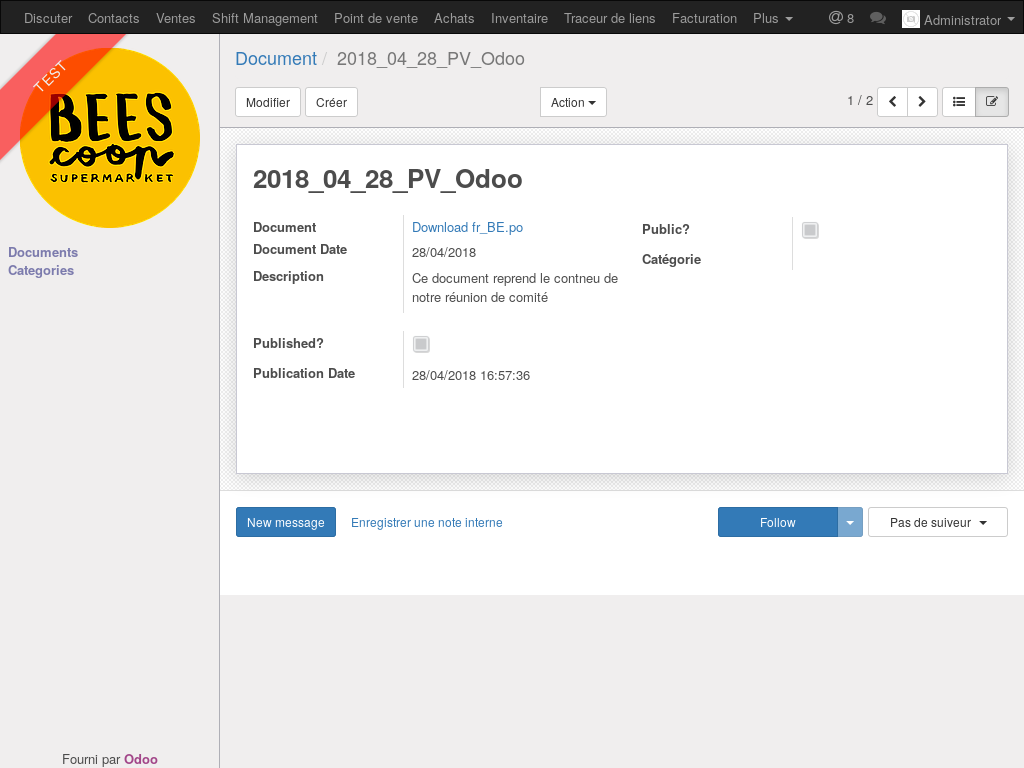 Discuter Contacts Ventes Shift Management Point de vente Achats Inventaire Traceur de liens Facturation Plus @ 8 Administrator
TEST
BEES
coop
SUPERMARKET
Documents
Categories
Fourni par Odoo
Document / 2018_04_28_PV_Odoo
Modifier Créer Action 1 / 2
2018_04_28_PV_Odoo
Document Download fr_BE.po
Document Date 28/04/2018
Description Ce document reprend le contneu de
notre réunion de comité
Public?
Catégorie
Published?
Publication Date 28/04/2018 16:57:36
New message Enregistrer une note interne Follow Pas de suiveur